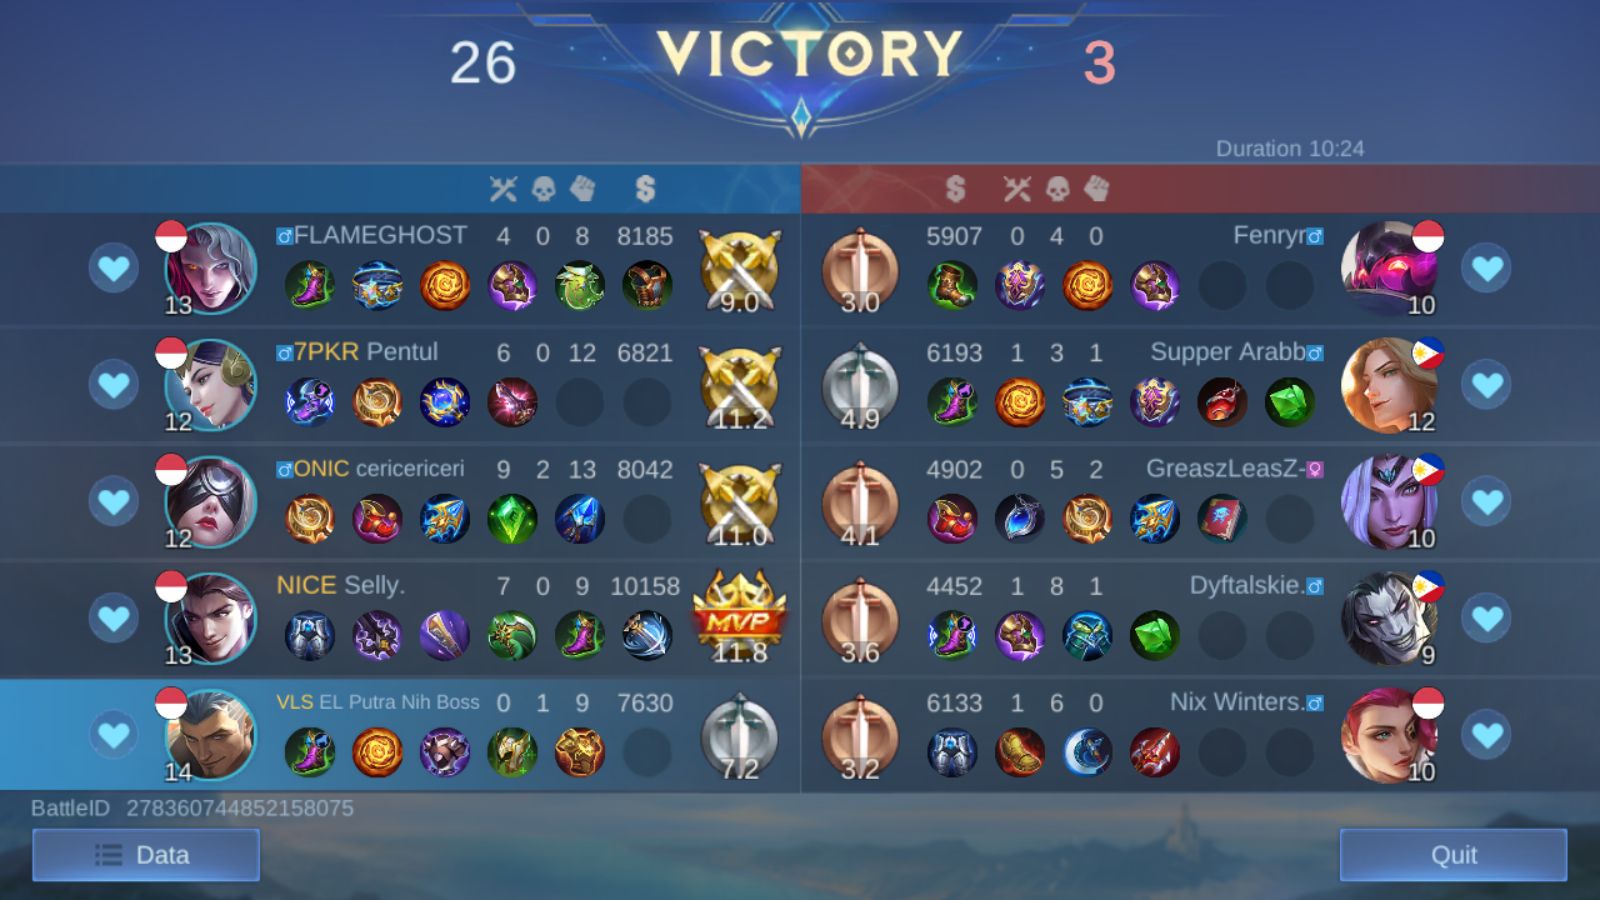 26 VICTORY 3
Duration 10:24
FLAMEGHOST 4 0 8 8185
13 9.0
5907 0 4 0 Fenryr
3.0 10
7PKR Pentul 6 0 12 6821
12 11.2
6193 1 3 1 Supper Arabb
4.9 12
ONIC cericericeri 9 2 13 8042
12 11.0
4902 0 5 2 GreaszLeasZ-
4.1 10
NICE Selly. 7 0 9 10158
MVP
13 11.8
4452 1 8 1 Dyftalskie.
3.6 9
VLS EL Putra Nih Boss 0 1 9 7630
14 7.2
6133 1 6 0 Nix Winters.
3.2 10
BattleID 278360744852158075
Data
Quit